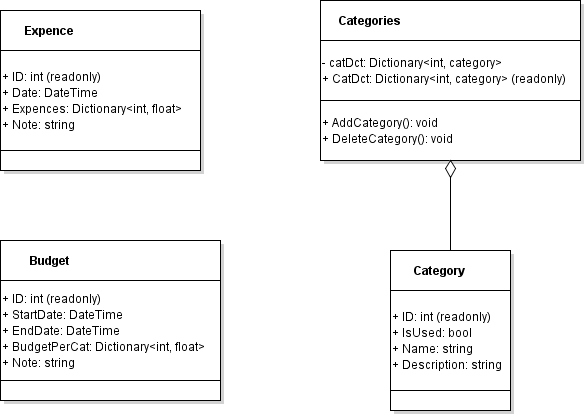 Expence
+ ID: int (readonly)
+ Date: DateTime
+ Expences: Dictionary<int, float>
+ Note: string
Categories
- catDct: Dictionary<int, category>
+ CatDct: Dictionary<int, category> (readonly)
+ AddCategory(): void
+ DeleteCategory(): void
Budget
+ ID: int (readonly)
+ StartDate: DateTime
+ EndDate: DateTime
+ BudgetPerCat: Dictionary<int, float>
+ Note: string
Category
+ ID: int (readonly)
+ IsUsed: bool
+ Name: string
+ Description: string